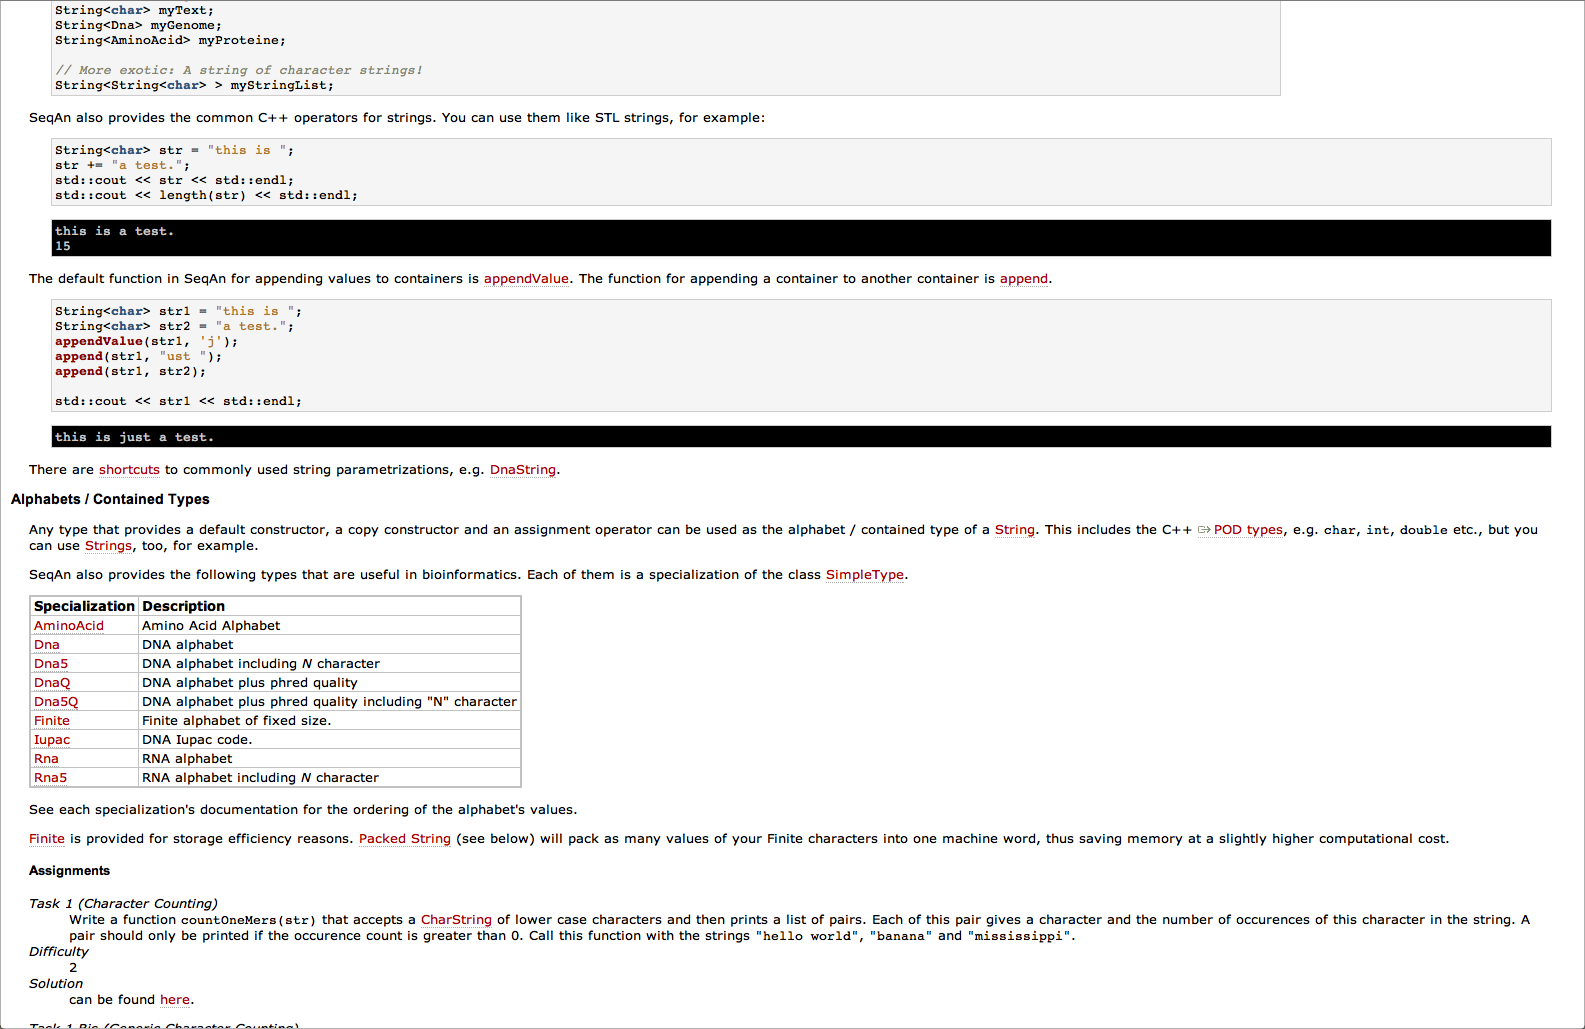 String<char> myText;
String<Dna> myGenome;
String<AminoAcid> myProteine;
// More exotic: A string of character strings!
String<String<char> > myStringList;
SeqAn also provides the common C++ operators for strings. You can use them like STL strings, for example:
String<char> str = "this is ";
str += "a test.";
std::cout << str << std::endl;
std::cout << length(str) << std::endl;
this is a test.
15
The default function in SeqAn for appending values to containers is appendValue. The function for appending a container to another container is append.
String<char> str1 = "this is ";
String<char> str2 = "a test.";
appendValue(str1, 'j');
append(str1, "ust ");
append(str1, str2);
std::cout << str1 << std::endl;
this is just a test.
There are shortcuts to commonly used string parametrizations, e.g. DnaString.
Alphabets / Contained Types
Any type that provides a default constructor, a copy constructor and an assignment operator can be used as the alphabet / contained type of a String. This includes the C++ POD types, e.g. char, int, double etc., but you
can use Strings, too, for example.
SeqAn also provides the following types that are useful in bioinformatics. Each of them is a specialization of the class SimpleType.
Specialization Description
AminoAcid Amino Acid Alphabet
Dna DNA alphabet
Dna5 DNA alphabet including N character
DnaQ DNA alphabet plus phred quality
Dna5Q DNA alphabet plus phred quality including "N" character
Finite Finite alphabet of fixed size.
Iupac DNA Iupac code.
Rna RNA alphabet
Rna5 RNA alphabet including N character
See each specialization's documentation for the ordering of the alphabet's values.
Finite is provided for storage efficiency reasons. Packed String (see below) will pack as many values of your Finite characters into one machine word, thus saving memory at a slightly higher computational cost.
Assignments
Task 1 (Character Counting)
Write a function countOneMers(str) that accepts a CharString of lower case characters and then prints a list of pairs. Each of this pair gives a character and the number of occurences of this character in the string. A
pair should only be printed if the occurence count is greater than 0. Call this function with the strings "hello world", "banana" and "mississippi".
Difficulty
2
Solution
can be found here.
Task 1 Bis (Generic Character Counting)